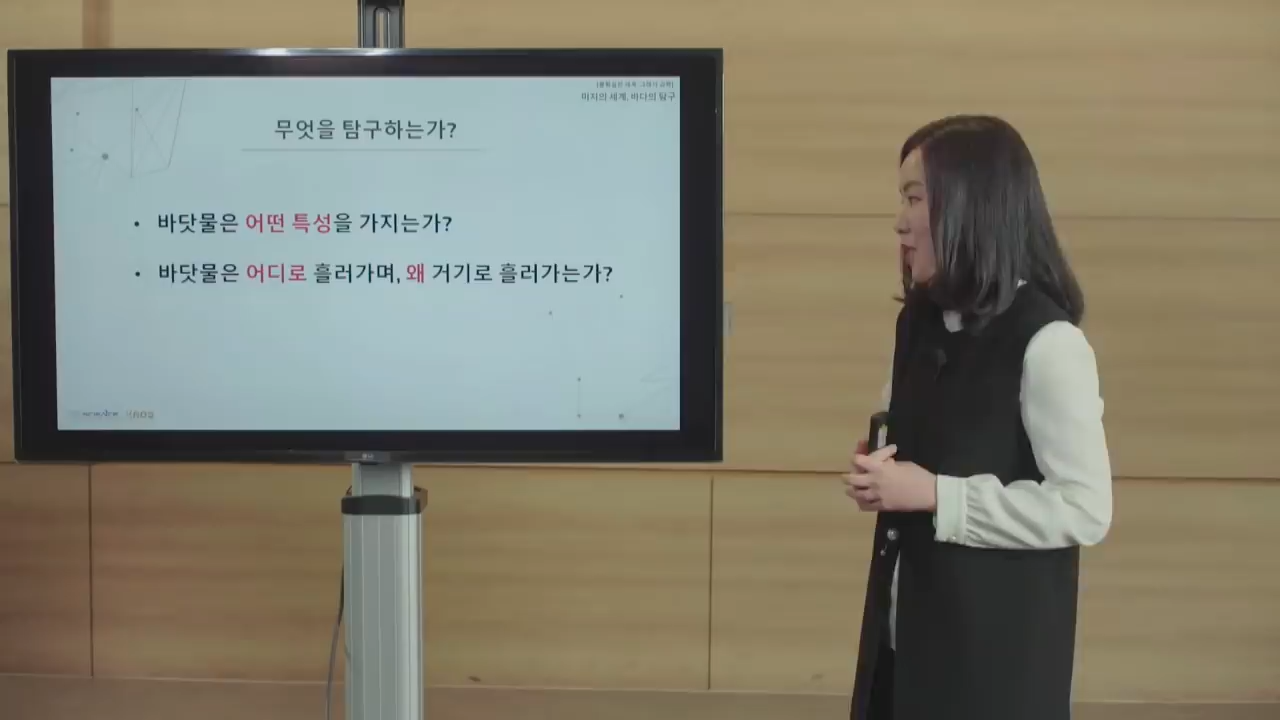 미지의 세계, 바다의 탐구
무엇을 탐구하는가?
• 바닷물은 어떤 특성을 가지는가?
• 바닷물은 어디로 흘러가며, 왜 거기로 흘러가는가?